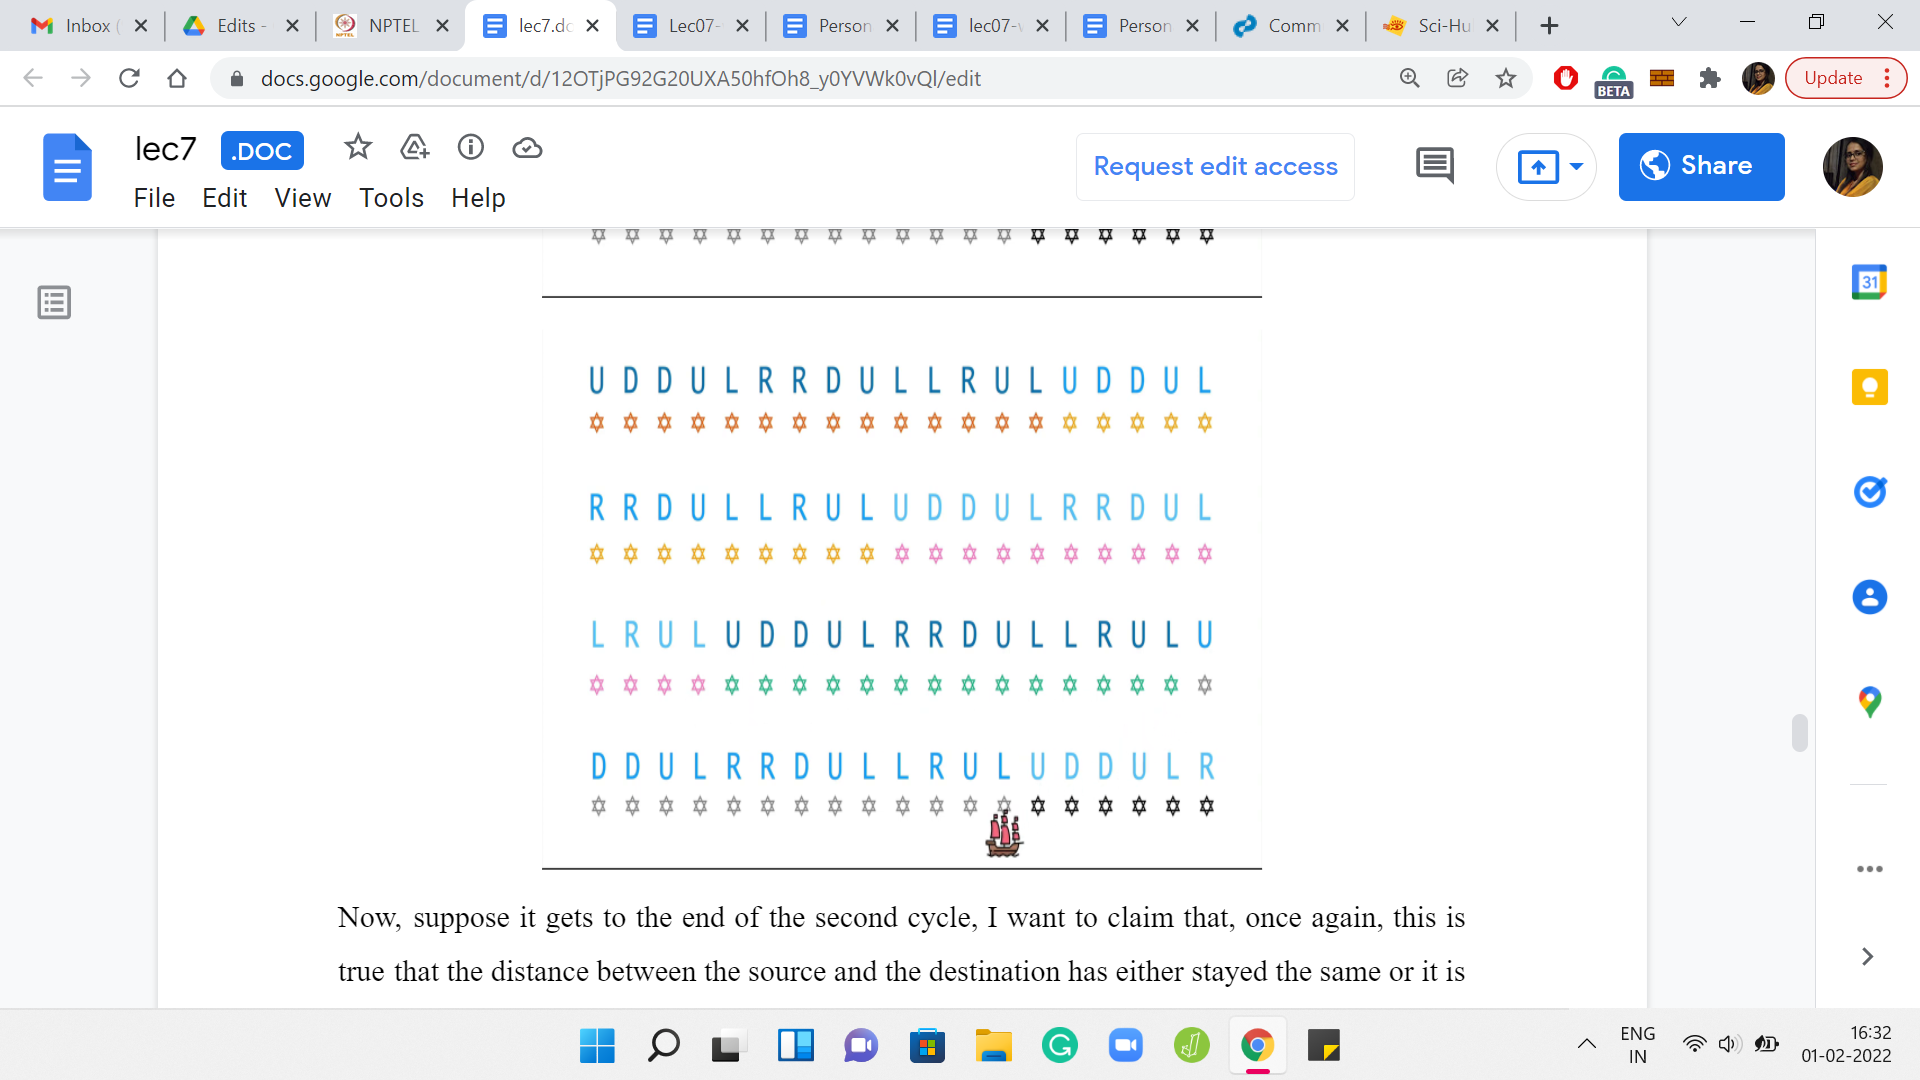 Inbox (
Edits -
NPTEL
lec7.dc
Lec07-
Person
lec07-v
Person
Comm
Sci-Hu
docs.google.com/document/d/12OTjPG92G20UXA50hfOh8_y0YVWk0vQl/edit
BETA
Update
lec7 .DOC
File Edit View Tools Help
Request edit access
Share
31
U D D U L R R D U L L R U L U D D U L
R R D U L L R U L U D D U L R R D U L
L R U L U D D U L R R D U L L R U L U
D D U L R R D U L L R U L U D D U L R
Now, suppose it gets to the end of the second cycle, I want to claim that, once again, this is
true that the distance between the source and the destination has either stayed the same or it is
ENG
IN
16:32
01-02-2022